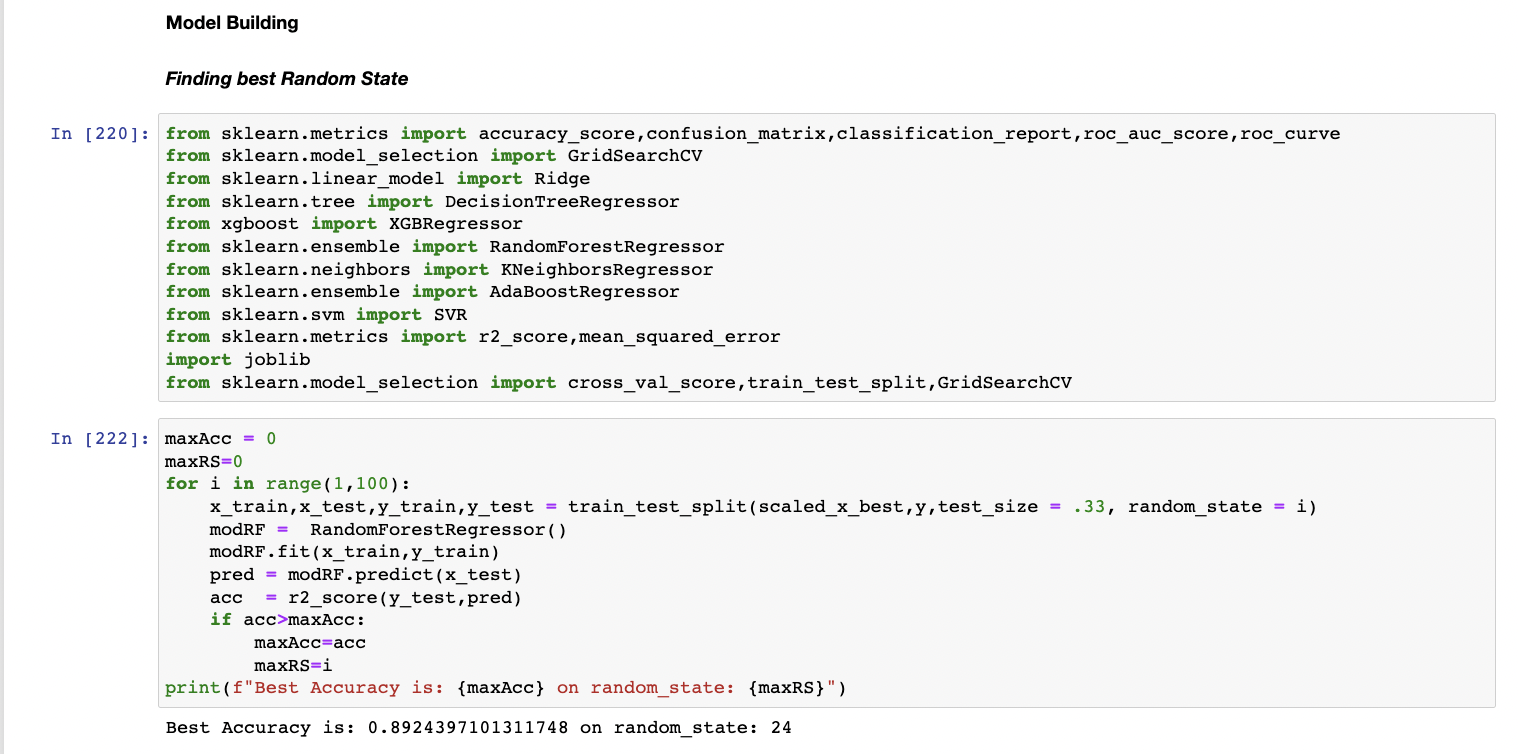 Model Building
Finding best Random State
In [220]:
from sklearn.metrics import accuracy_score,confusion_matrix,classification_report,roc_auc_score,roc_curve
from sklearn.model_selection import GridSearchCV
from sklearn.linear_model import Ridge
from sklearn.tree import DecisionTreeRegressor
from xgboost import XGBRegressor
from sklearn.ensemble import RandomForestRegressor
from sklearn.neighbors import KNeighborsRegressor
from sklearn.ensemble import AdaBoostRegressor
from sklearn.svm import SVR
from sklearn.metrics import r2_score,mean_squared_error
import joblib
from sklearn.model_selection import cross_val_score,train_test_split,GridSearchCV
In [222]:
maxAcc = 0
maxRS=0
for i in range(1,100):
    x_train,x_test,y_train,y_test = train_test_split(scaled_x_best,y,test_size = .33, random_state = i)
    modRF =  RandomForestRegressor()
    modRF.fit(x_train,y_train)
    pred = modRF.predict(x_test)
    acc  = r2_score(y_test,pred)
    if acc>maxAcc:
        maxAcc=acc
        maxRS=i
print(f"Best Accuracy is: {maxAcc} on random_state: {maxRS}")
Best Accuracy is: 0.8924397101311748 on random_state: 24